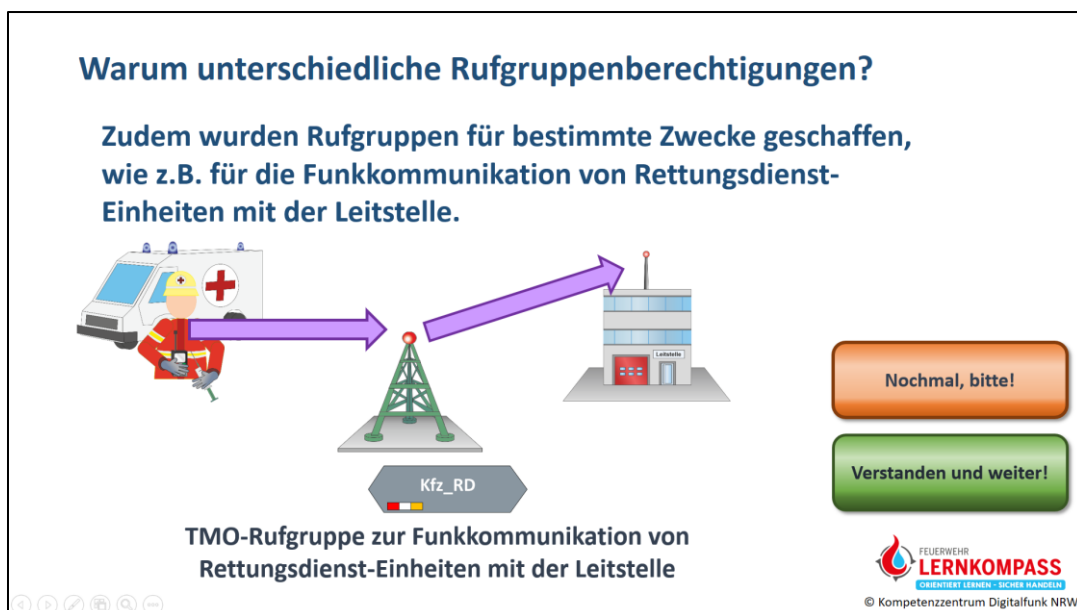 Warum unterschiedliche Rufgruppenberechtigungen?
Zudem wurden Rufgruppen für bestimmte Zwecke geschaffen,
wie z.B. für die Funkkommunikation von Rettungsdienst-
Einheiten mit der Leitstelle.
Leitstelle
Nochmal, bitte!
Verstanden und weiter!
Kfz_RD
TMO-Rufgruppe zur Funkkommunikation von
Rettungsdienst-Einheiten mit der Leitstelle
FEUERWEHR
LERNKOMPASS
ORIENTIERT LERNEN - SICHER HANDELN
© Kompetenzzentrum Digitalfunk NRW